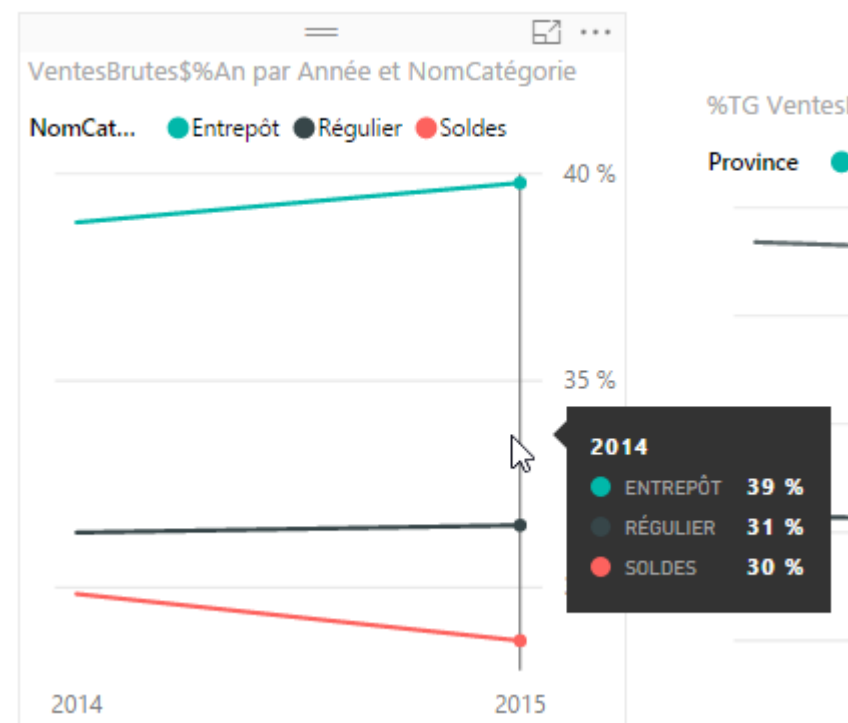 VentesBrutes$%An par Année et NomCatégorie
NomCat... Entrepôt Régulier Soldes
40 %
35 %
2014 2015
2014
ENTREPÔT 39 %
RÉGULIER 31 %
SOLDES 30 %
%TG Ventes
Province